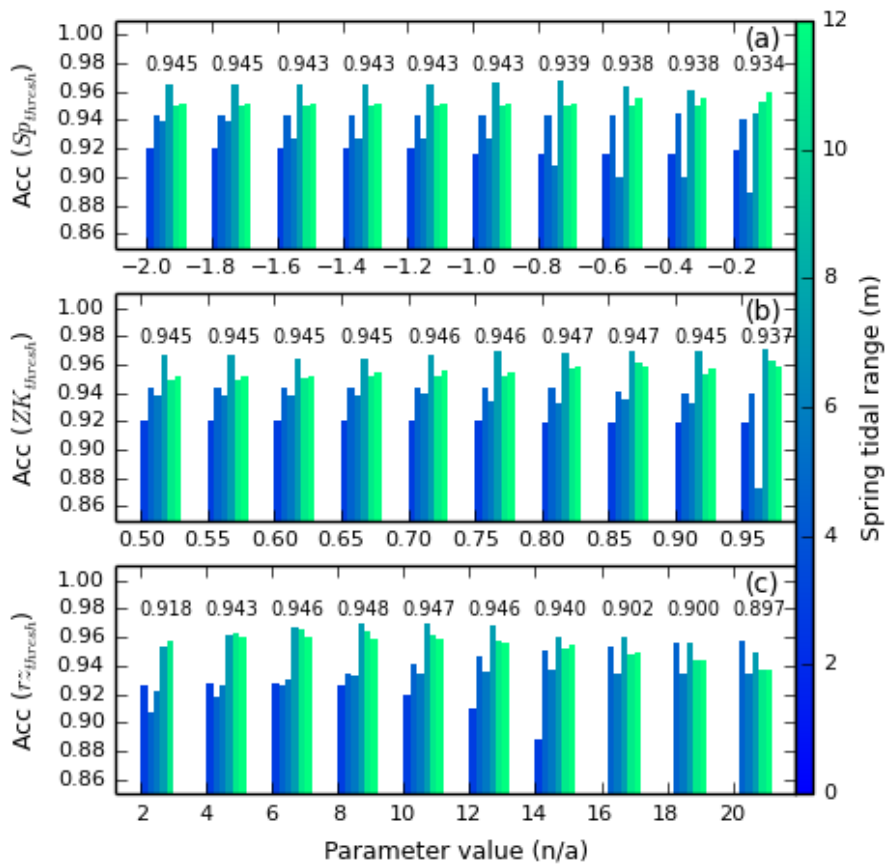 (a)
0.945 0.945 0.943 0.943 0.943 0.943 0.939 0.938 0.938 0.934
1.00
0.98
0.96
0.94
0.92
0.90
0.88
0.86
Acc (Sp_thresh)
−2.0 −1.8 −1.6 −1.4 −1.2 −1.0 −0.8 −0.6 −0.4 −0.2
(b)
0.945 0.945 0.945 0.945 0.946 0.946 0.947 0.947 0.945 0.937
1.00
0.98
0.96
0.94
0.92
0.90
0.88
0.86
Acc (ZK_thresh)
0.50 0.55 0.60 0.65 0.70 0.75 0.80 0.85 0.90 0.95
(c)
0.918 0.943 0.946 0.948 0.947 0.946 0.940 0.902 0.900 0.897
1.00
0.98
0.96
0.94
0.92
0.90
0.88
0.86
Acc (rz_thresh)
2 4 6 8 10 12 14 16 18 20
Parameter value (n/a)
12
10
8
6
4
2
0
Spring tidal range (m)